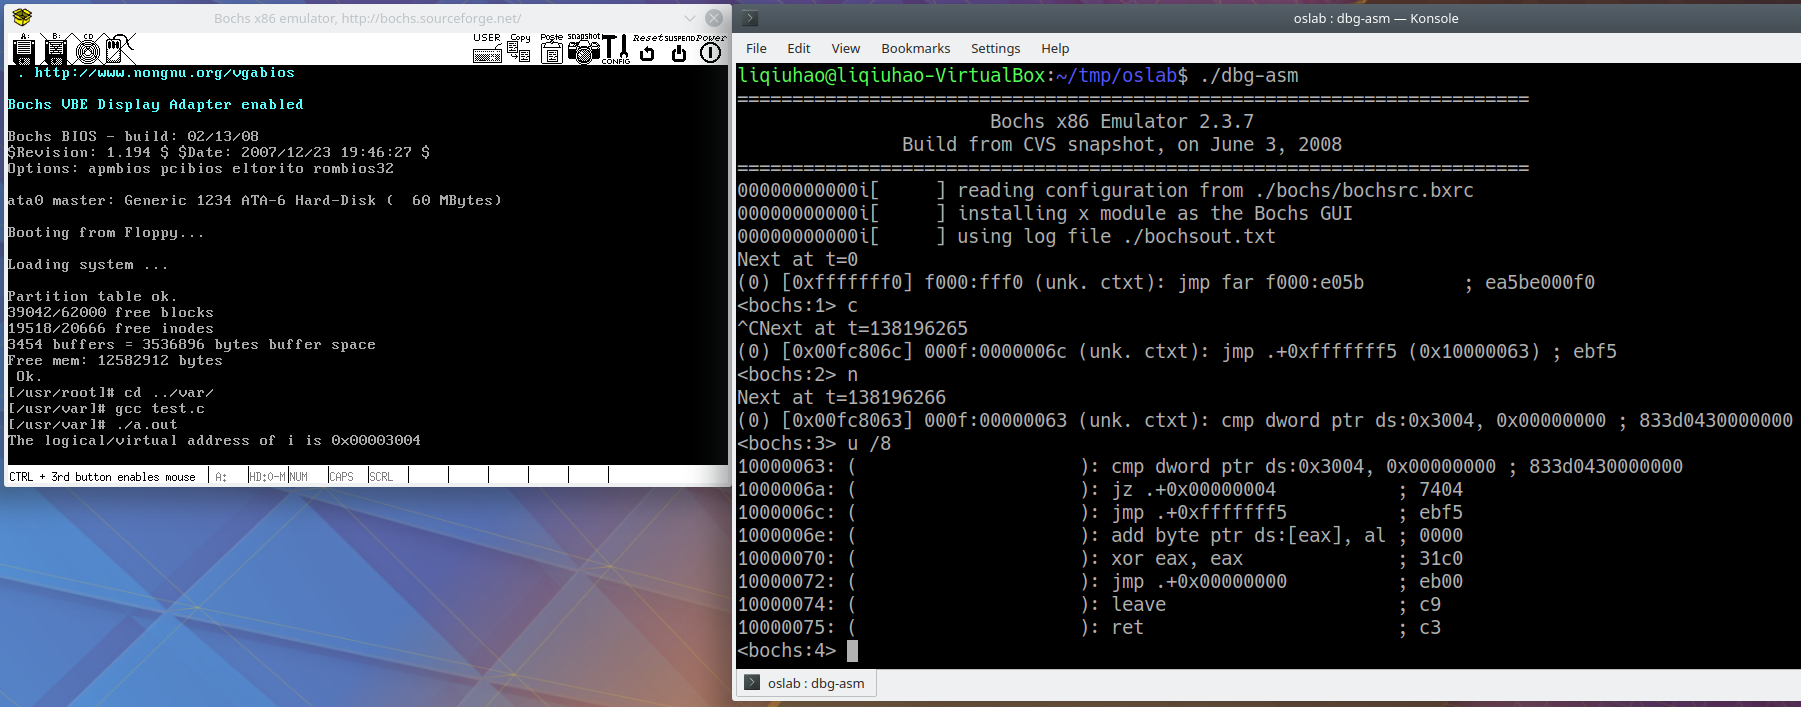 Bochs x86 emulator, http://bochs.sourceforge.net/
A: B: CD
USER Copy Paste snapshot CONFIG Reset SUSPEND Power
. http://www.nongnu.org/vgabios
Bochs VBE Display Adapter enabled
Bochs BIOS - build: 02/13/08
$Revision: 1.194 $ $Date: 2007/12/23 19:46:27 $
Options: apmbios pcibios eltorito rombios32
ata0 master: Generic 1234 ATA-6 Hard-Disk (  60 MBytes)
Booting from Floppy...
Loading system ...
Partition table ok.
39042/62000 free blocks
19518/20666 free inodes
3454 buffers = 3536896 bytes buffer space
Free mem: 12582912 bytes
Ok.
[/usr/root]# cd ../var/
[/usr/var]# gcc test.c
[/usr/var]# ./a.out
The logical/virtual address of i is 0x00003004
CTRL + 3rd button enables mouse A: HD:0-M NUM CAPS SCRL
oslab : dbg-asm — Konsole
File Edit View Bookmarks Settings Help
liqiuhao@liqiuhao-VirtualBox:~/tmp/oslab$ ./dbg-asm
========================================================================
Bochs x86 Emulator 2.3.7
Build from CVS snapshot, on June 3, 2008
========================================================================
00000000000i[     ] reading configuration from ./bochs/bochsrc.bxrc
00000000000i[     ] installing x module as the Bochs GUI
00000000000i[     ] using log file ./bochsout.txt
Next at t=0
(0) [0xfffffff0] f000:fff0 (unk. ctxt): jmp far f000:e05b         ; ea5be000f0
<bochs:1> c
^CNext at t=138196265
(0) [0x00fc806c] 000f:0000006c (unk. ctxt): jmp .+0xfffffff5 (0x10000063) ; ebf5
<bochs:2> n
Next at t=138196266
(0) [0x00fc8063] 000f:00000063 (unk. ctxt): cmp dword ptr ds:0x3004, 0x00000000 ; 833d0430000000
<bochs:3> u /8
10000063: (                    ): cmp dword ptr ds:0x3004, 0x00000000 ; 833d0430000000
1000006a: (                    ): jz .+0x00000004           ; 7404
1000006c: (                    ): jmp .+0xfffffff5          ; ebf5
1000006e: (                    ): add byte ptr ds:[eax], al ; 0000
10000070: (                    ): xor eax, eax              ; 31c0
10000072: (                    ): jmp .+0x00000000          ; eb00
10000074: (                    ): leave                     ; c9
10000075: (                    ): ret                       ; c3
<bochs:4>
oslab : dbg-asm